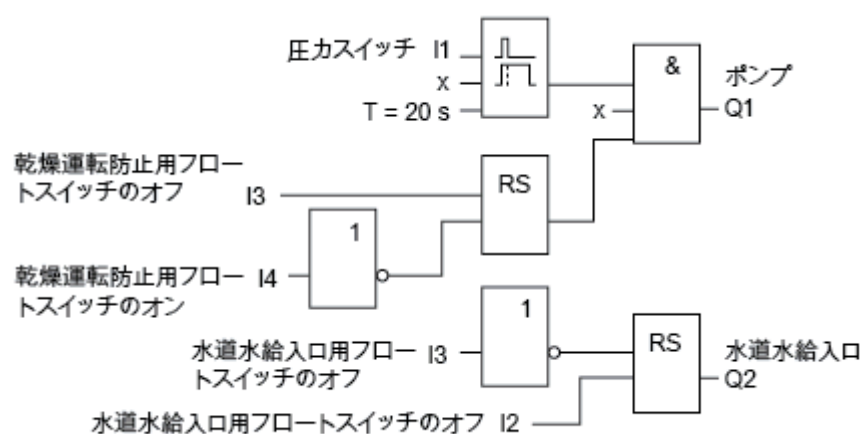 圧力スイッチ I1
x
T = 20 s
&
x
ポンプ
Q1
乾燥運転防止用フロー
トスイッチのオフ I3
RS
1
乾燥運転防止用フロー I4
トスイッチのオン
1
水道水給入口用フロー I3
トスイッチのオフ
RS
水道水給入口
Q2
水道水給入口用フロートスイッチのオフ I2